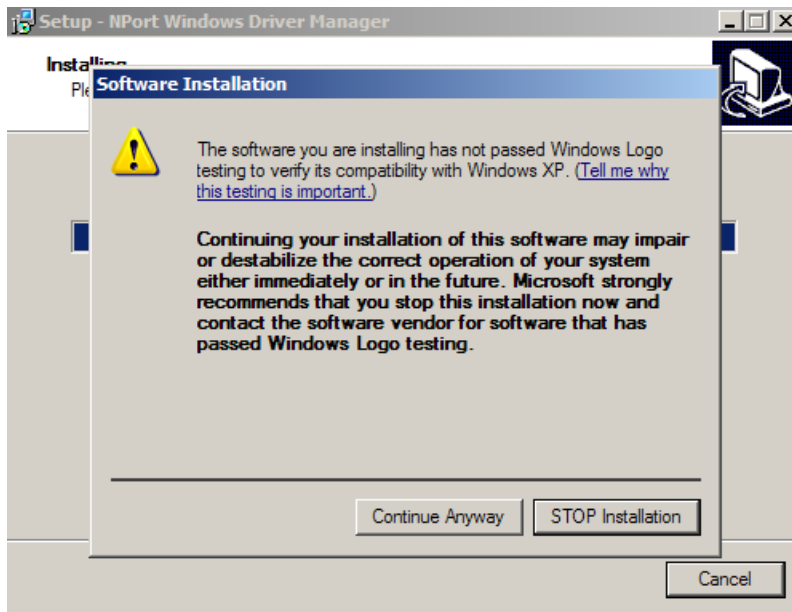 Setup - NPort Windows Driver Manager
Software Installation
The software you are installing has not passed Windows Logo
testing to verify its compatibility with Windows XP. (Tell me why
this testing is important.)
Continuing your installation of this software may impair
or destabilize the correct operation of your system
either immediately or in the future. Microsoft strongly
recommends that you stop this installation now and
contact the software vendor for software that has
passed Windows Logo testing.
Continue Anyway
STOP Installation
Cancel